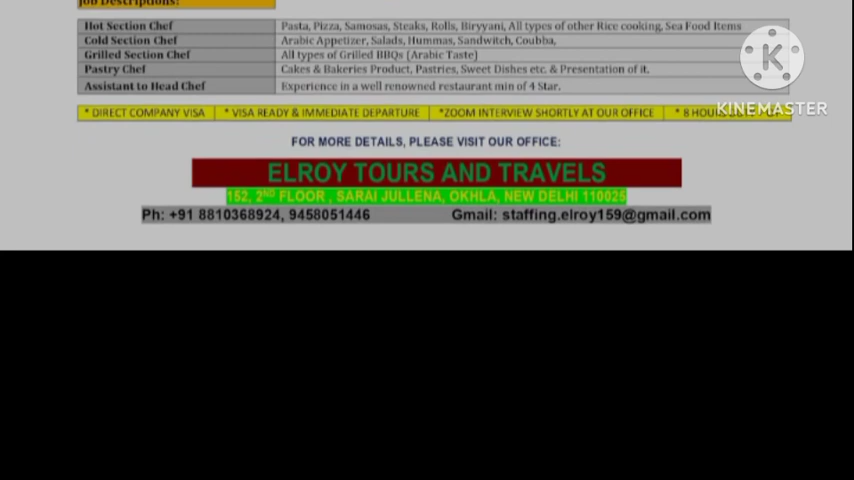 Job Descriptions:
Hot Section Chef Pasta, Pizza, Samosas, Steaks, Rolls, Biryyani, All types of other Rice cooking, Sea Food Items
Cold Section Chef Arabic Appetizer, Salads, Hummas, Sandwitch, Coubba,
Grilled Section Chef All types of Grilled BBQs (Arabic Taste)
Pastry Chef Cakes & Bakeries Product, Pastries, Sweet Dishes etc. & Presentation of it.
Assistant to Head Chef Experience in a well renowned restaurant min of 4 Star.
KINEMASTER
* DIRECT COMPANY VISA * VISA READY & IMMEDIATE DEPARTURE *ZOOM INTERVIEW SHORTLY AT OUR OFFICE * 8 HOURS
FOR MORE DETAILS, PLEASE VISIT OUR OFFICE:
ELROY TOURS AND TRAVELS
152, 2ND FLOOR , SARAI JULLENA, OKHLA, NEW DELHI 110025
Ph: +91 8810368924, 9458051446 Gmail: staffing.elroy159@gmail.com